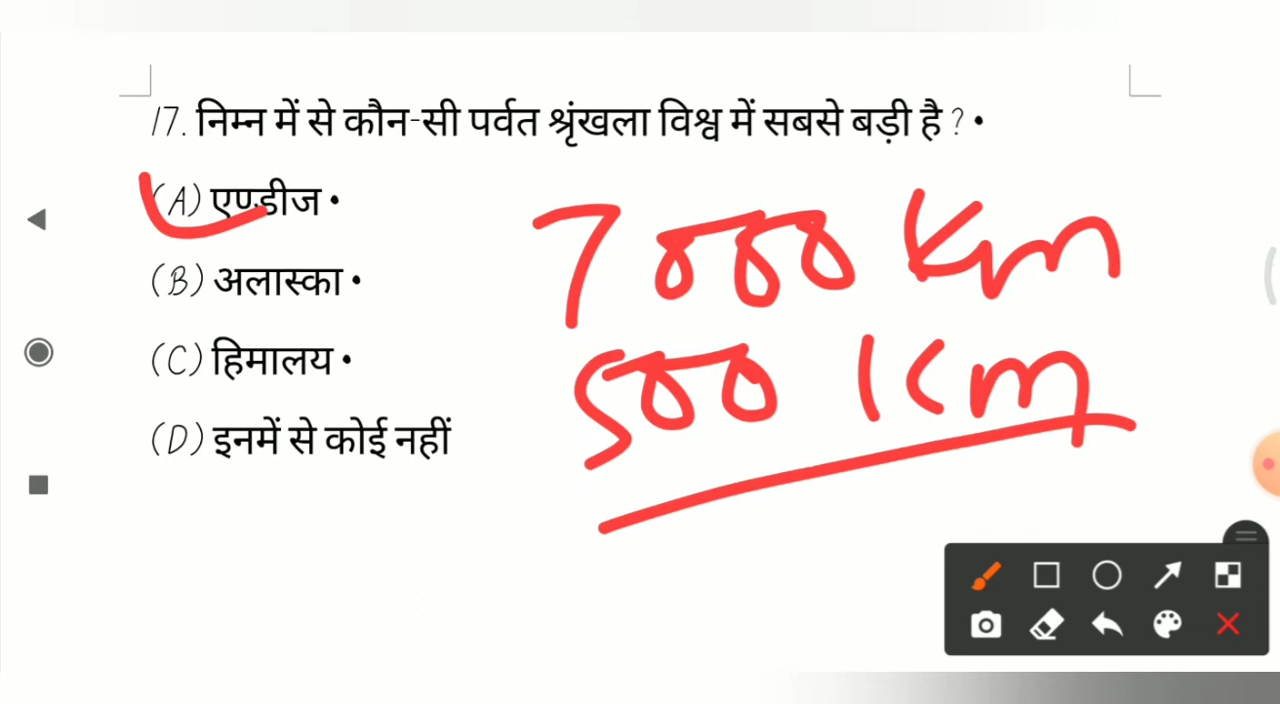 17. निम्न में से कौन-सी पर्वत श्रृंखला विश्व में सबसे बड़ी है ? •
(A) एण्डीज •
(B) अलास्का •
(C) हिमालय •
(D) इनमें से कोई नहीं
7000 km
500 Km